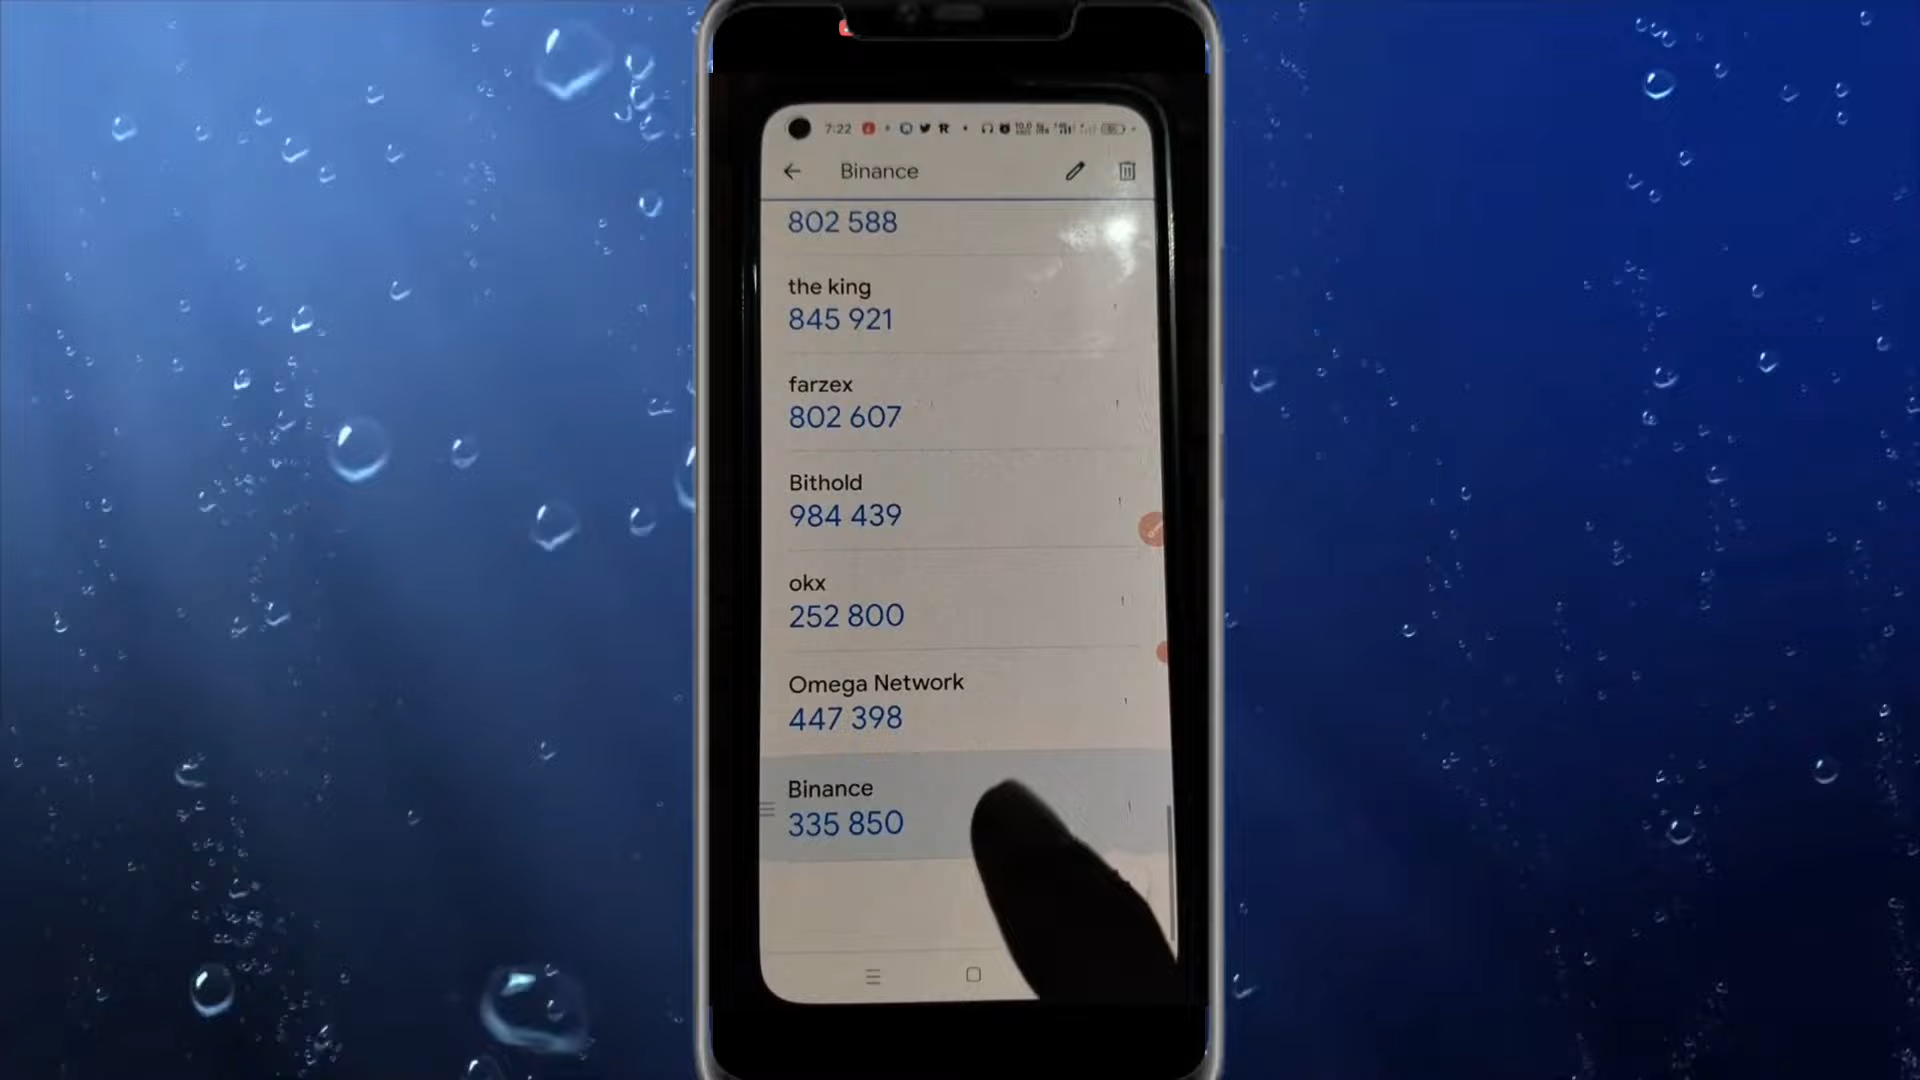 7:22
Binance
802 588
the king
845 921
farzex
802 607
Bithold
984 439
okx
252 800
Omega Network
447 398
Binance
335 850